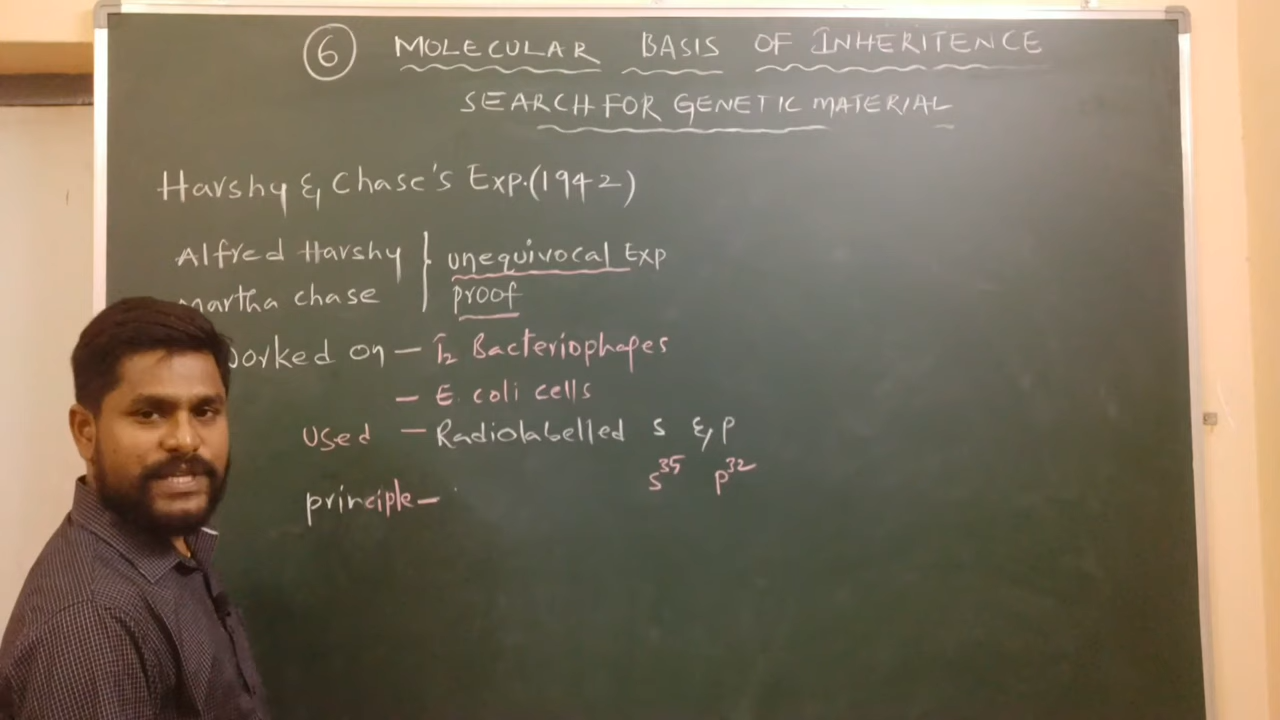 6 MOLECULAR BASIS OF INHERITENCE
SEARCH FOR GENETIC MATERIAL
Harshy & Chase's Exp.(1942)
Alfred Harshy } unequivocal Exp
martha chase proof
worked on – T2 Bacteriophages
– E. coli cells
Used – Radiolabelled S & P
S³⁵ P³²
principle –